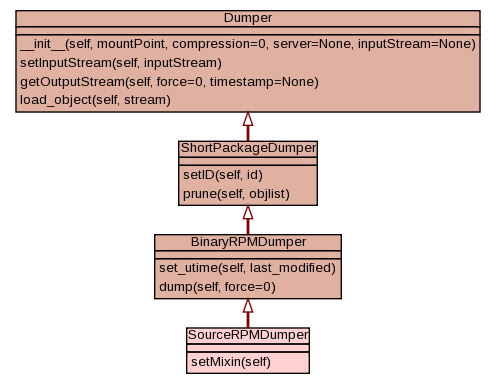 Dumper
__init__(self, mountPoint, compression=0, server=None, inputStream=None)
setInputStream(self, inputStream)
getOutputStream(self, force=0, timestamp=None)
load_object(self, stream)
ShortPackageDumper
setID(self, id)
prune(self, objlist)
BinaryRPMDumper
set_utime(self, last_modified)
dump(self, force=0)
SourceRPMDumper
setMixin(self)